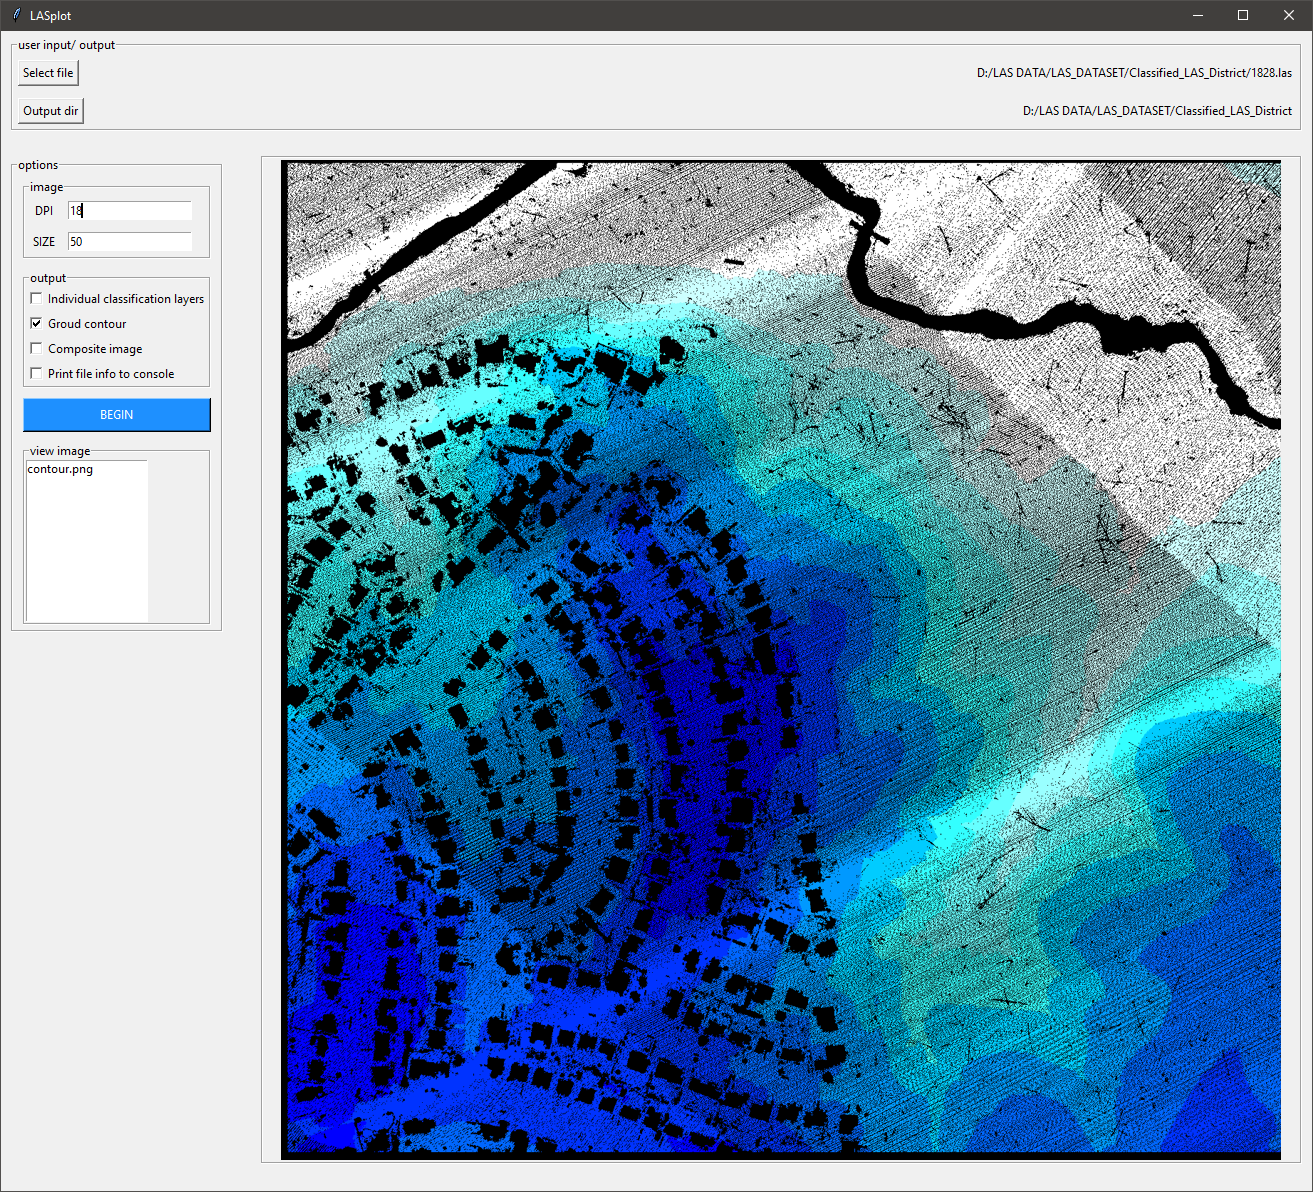 LASplot
user input/ output
Select file
D:/LAS DATA/LAS_DATASET/Classified_LAS_District/1828.las
Output dir
D:/LAS DATA/LAS_DATASET/Classified_LAS_District
options
image
DPI 18
SIZE 50
output
Individual classification layers
Groud contour
Composite image
Print file info to console
BEGIN
view image
contour.png